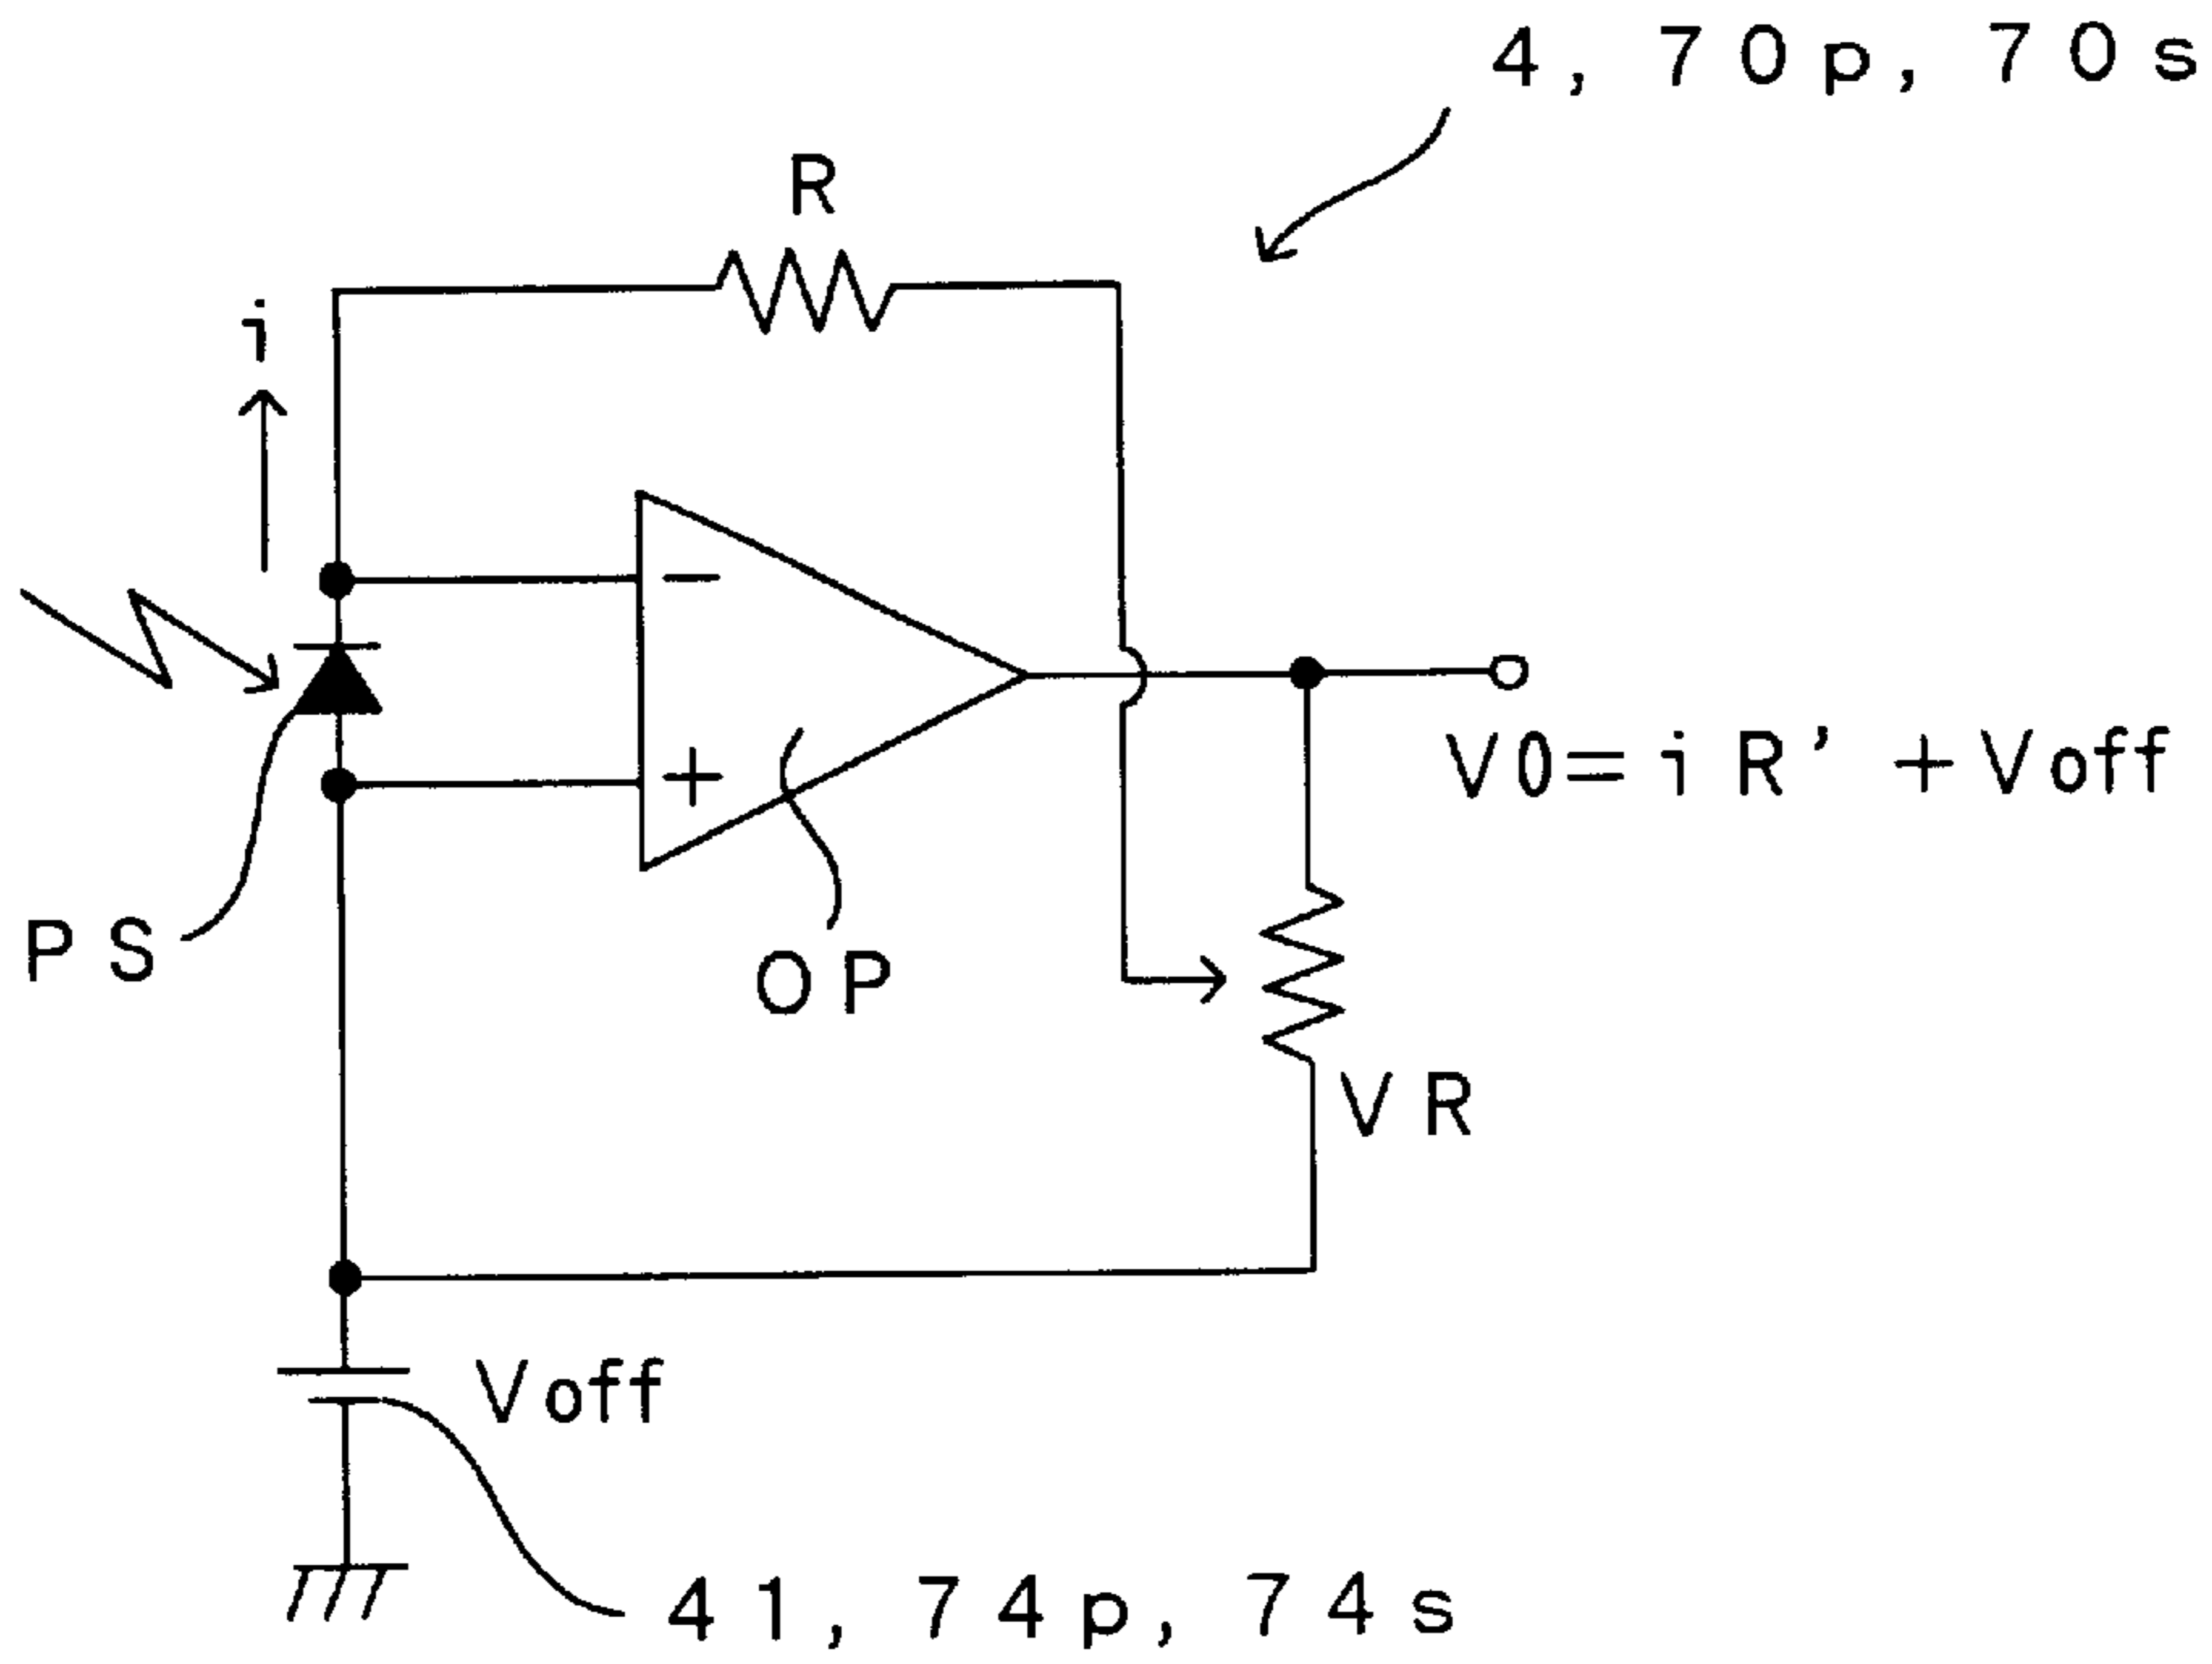 4, 70p, 70s
R
i
−
+
V0=iR'+Voff
PS
OP
VR
Voff
41, 74p, 74s